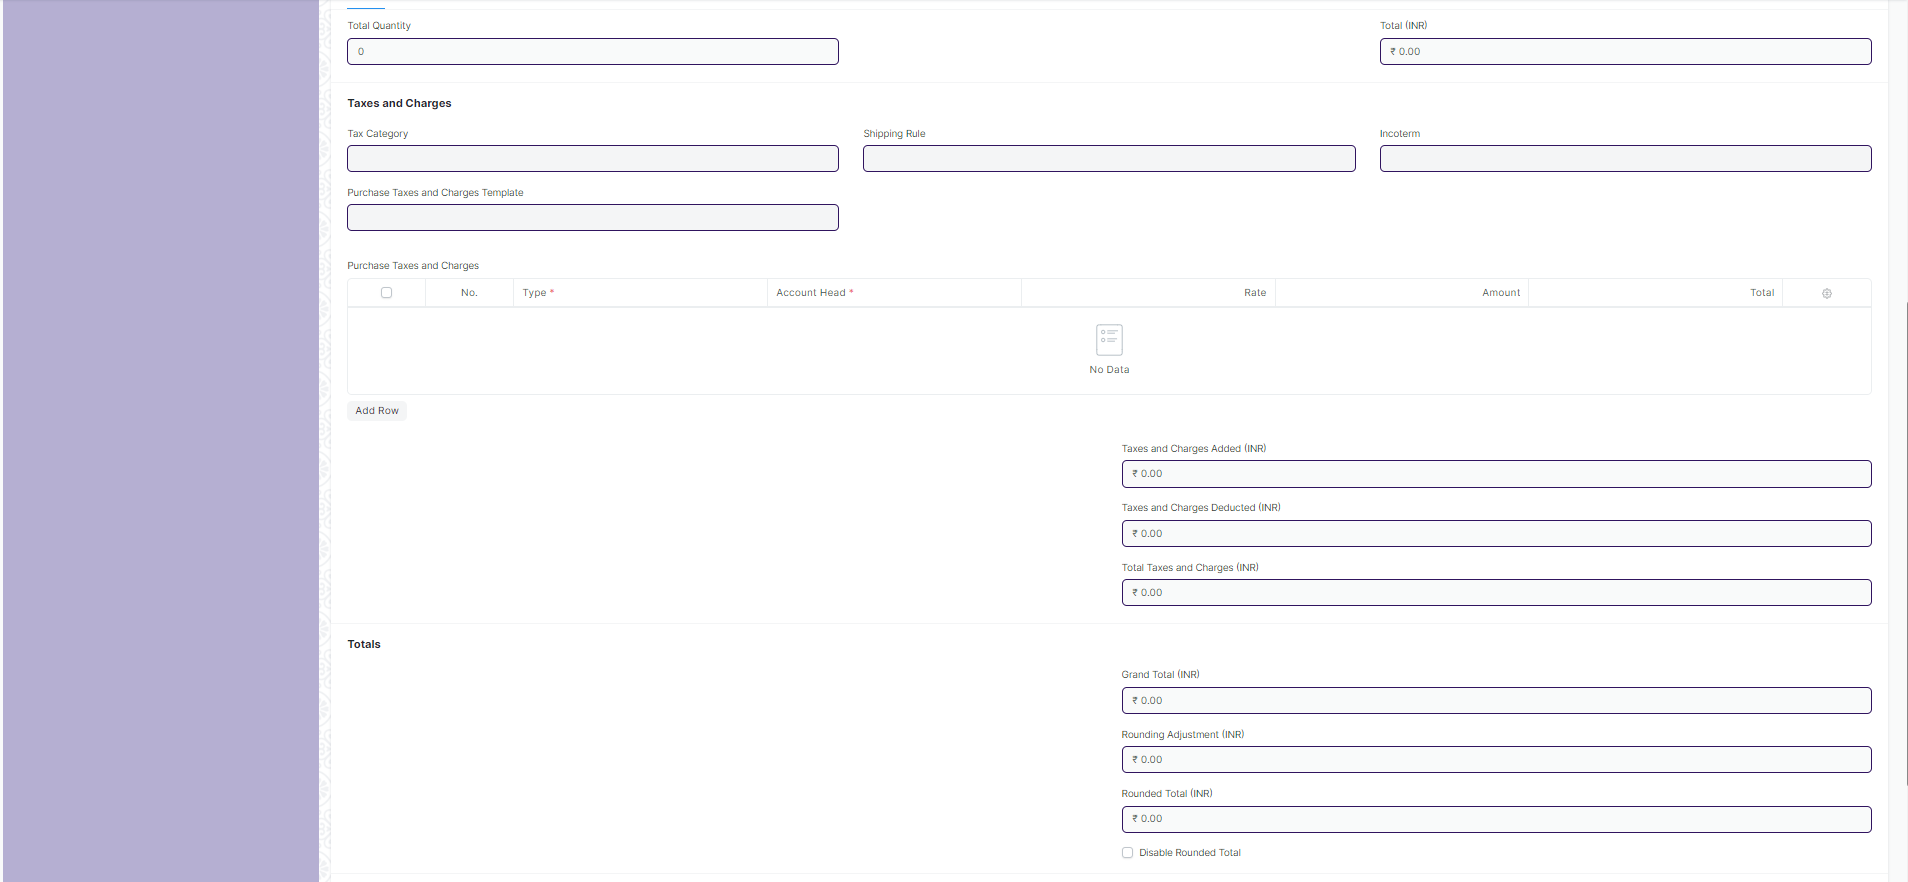 Total Quantity
Total (INR)
0
₹ 0.00
Taxes and Charges
Tax Category
Shipping Rule
Incoterm
Purchase Taxes and Charges Template
Purchase Taxes and Charges
No. Type * Account Head * Rate Amount Total
No Data
Add Row
Taxes and Charges Added (INR)
₹ 0.00
Taxes and Charges Deducted (INR)
₹ 0.00
Total Taxes and Charges (INR)
₹ 0.00
Totals
Grand Total (INR)
₹ 0.00
Rounding Adjustment (INR)
₹ 0.00
Rounded Total (INR)
₹ 0.00
Disable Rounded Total